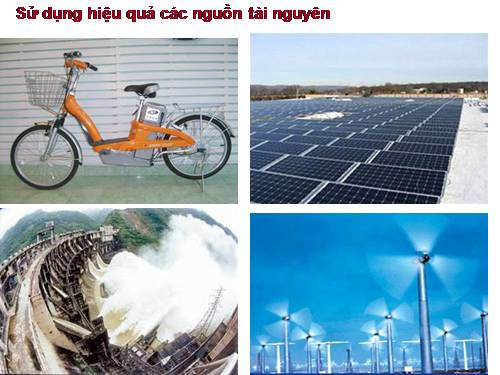 Sử dụng hiệu quả các nguồn tài nguyên